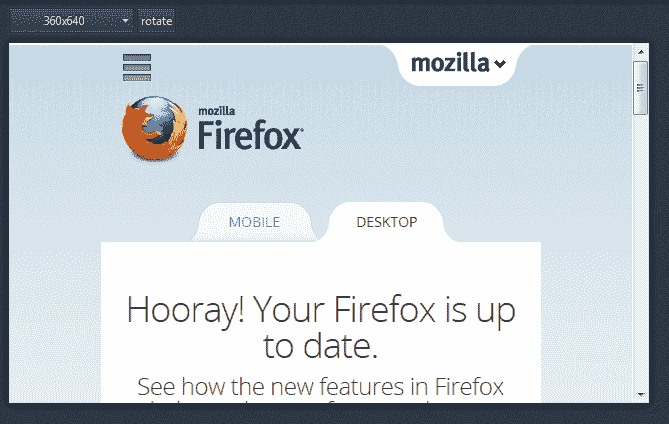 360x640 rotate
mozilla
mozilla
Firefox
MOBILE DESKTOP
Hooray! Your Firefox is up
to date.
See how the new features in Firefox